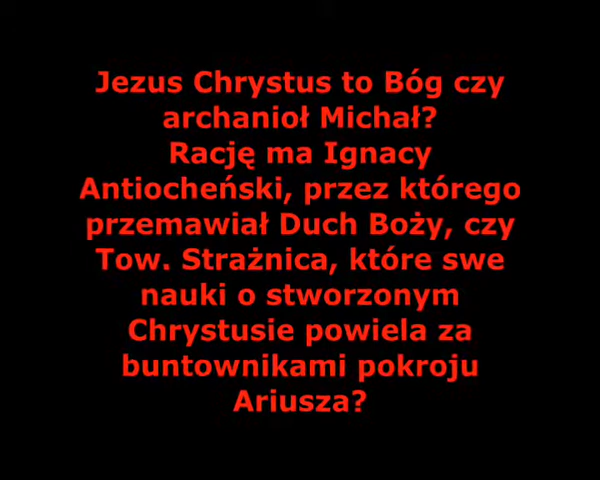 Jezus Chrystus to Bóg czy
archanioł Michał?
Rację ma Ignacy
Antiocheński, przez którego
przemawiał Duch Boży, czy
Tow. Strażnica, które swe
nauki o stworzonym
Chrystusie powiela za
buntownikami pokroju
Ariusza?